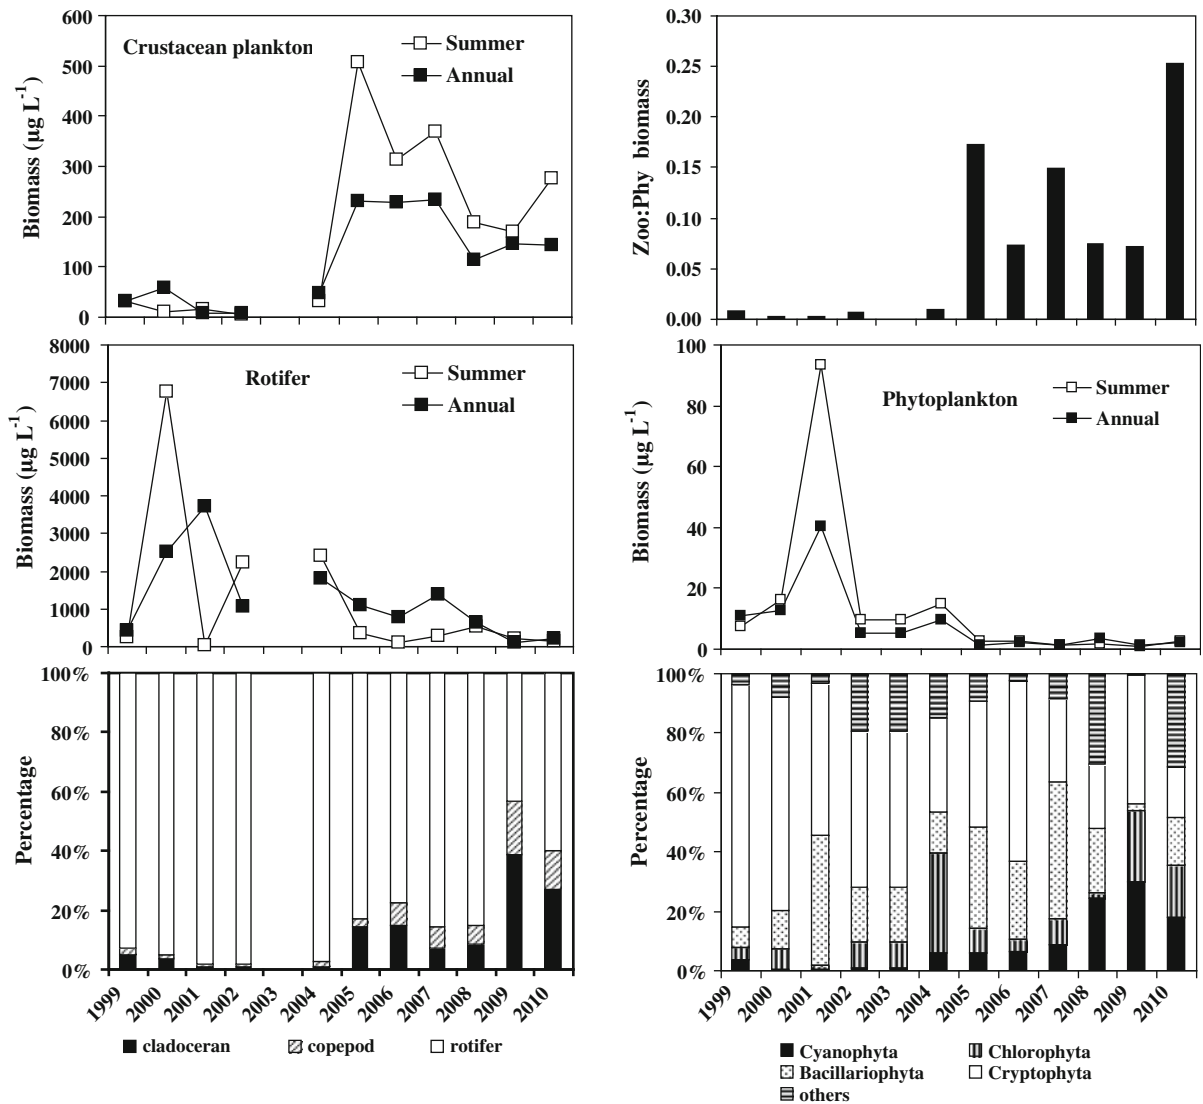 Crustacean plankton
Summer
Annual
Biomass (µg L-1)
600
500
400
300
200
100
0
Zoo:Phy biomass
0.30
0.25
0.20
0.15
0.10
0.05
0.00
Rotifer
Summer
Annual
Biomass (µg L-1)
8000
7000
6000
5000
4000
3000
2000
1000
0
Phytoplankton
Summer
Annual
Biomass (µg L-1)
100
80
60
40
20
0
Percentage
100%
80%
60%
40%
20%
0%
1999
2000
2001
2002
2003
2004
2005
2006
2007
2008
2009
2010
cladoceran
copepod
rotifer
Percentage
100%
80%
60%
40%
20%
0%
1999
2000
2001
2002
2003
2004
2005
2006
2007
2008
2009
2010
Cyanophyta
Chlorophyta
Bacillariophyta
Cryptophyta
others